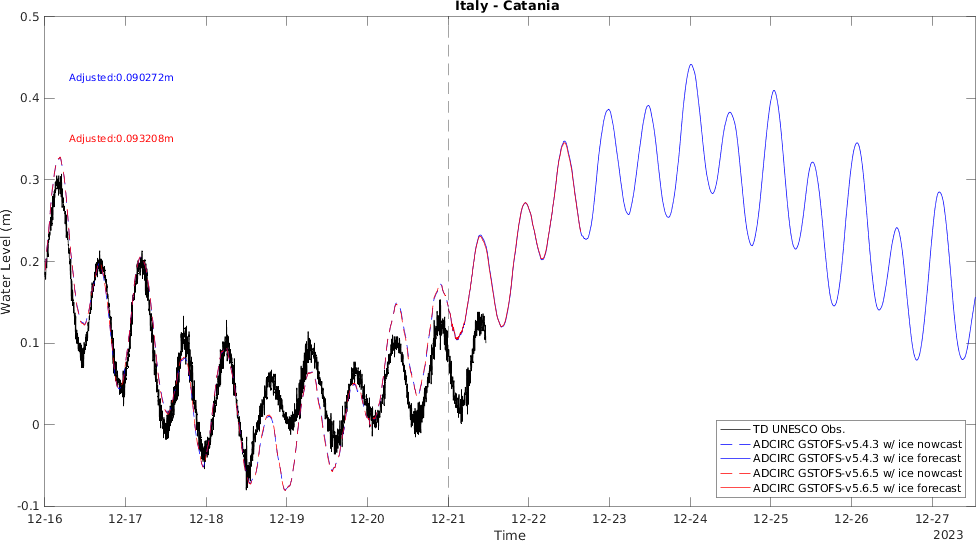 Italy - Catania
0.5
0.4
0.3
0.2
0.1
0
-0.1
Water Level (m)
Adjusted:0.090272m
Adjusted:0.093208m
TD UNESCO Obs.
ADCIRC GSTOFS-v5.4.3 w/ ice nowcast
ADCIRC GSTOFS-v5.4.3 w/ ice forecast
ADCIRC GSTOFS-v5.6.5 w/ ice nowcast
ADCIRC GSTOFS-v5.6.5 w/ ice forecast
12-16 12-17 12-18 12-19 12-20 12-21 12-22 12-23 12-24 12-25 12-26 12-27
Time
2023